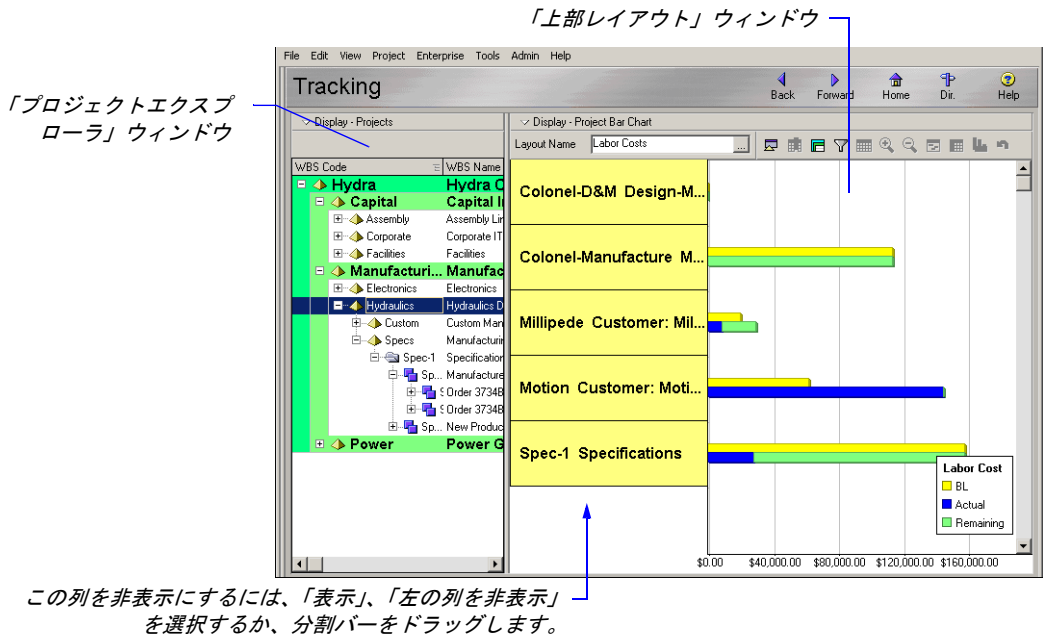 「上部レイアウト」ウィンドウ
File Edit View Project Enterprise Tools Admin Help
Tracking
Back Forward Home Dir. Help
「プロジェクトエクスプ
ローラ」ウィンドウ
Display - Projects
Display - Project Bar Chart
Layout Name Labor Costs ...
WBS Code WBS Name
Hydra Hydra C
Capital Capital I
Assembly Assembly Lin
Corporate Corporate IT
Facilities Facilities
Manufacturi... Manufac
Electronics Electronics
Hydraulics Hydraulics D
Custom Custom Man
Specs Manufacturin
Spec-1 Specification
Sp... Manufacture
S Order 3734B
S Order 3734B
Sp... New Produc
Power Power G
Colonel-D&M Design-M...
Colonel-Manufacture M...
Millipede Customer: Mil...
Motion Customer: Moti...
Spec-1 Specifications
Labor Cost
BL
Actual
Remaining
$0.00 $40,000.00 $80,000.00 $120,000.00 $160,000.00
この列を非表示にするには、「表示」、「左の列を非表示」
を選択するか、分割バーをドラッグします。